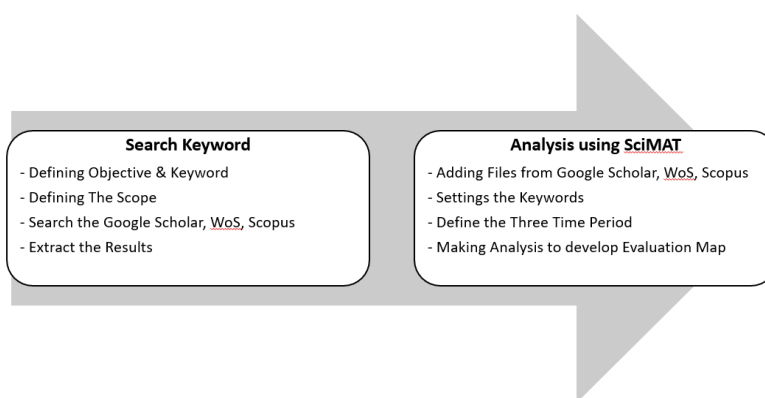 Search Keyword
- Defining Objective & Keyword
- Defining The Scope
- Search the Google Scholar, WoS, Scopus
- Extract the Results
Analysis using SciMAT
- Adding Files from Google Scholar, WoS, Scopus
- Settings the Keywords
- Define the Three Time Period
- Making Analysis to develop Evaluation Map